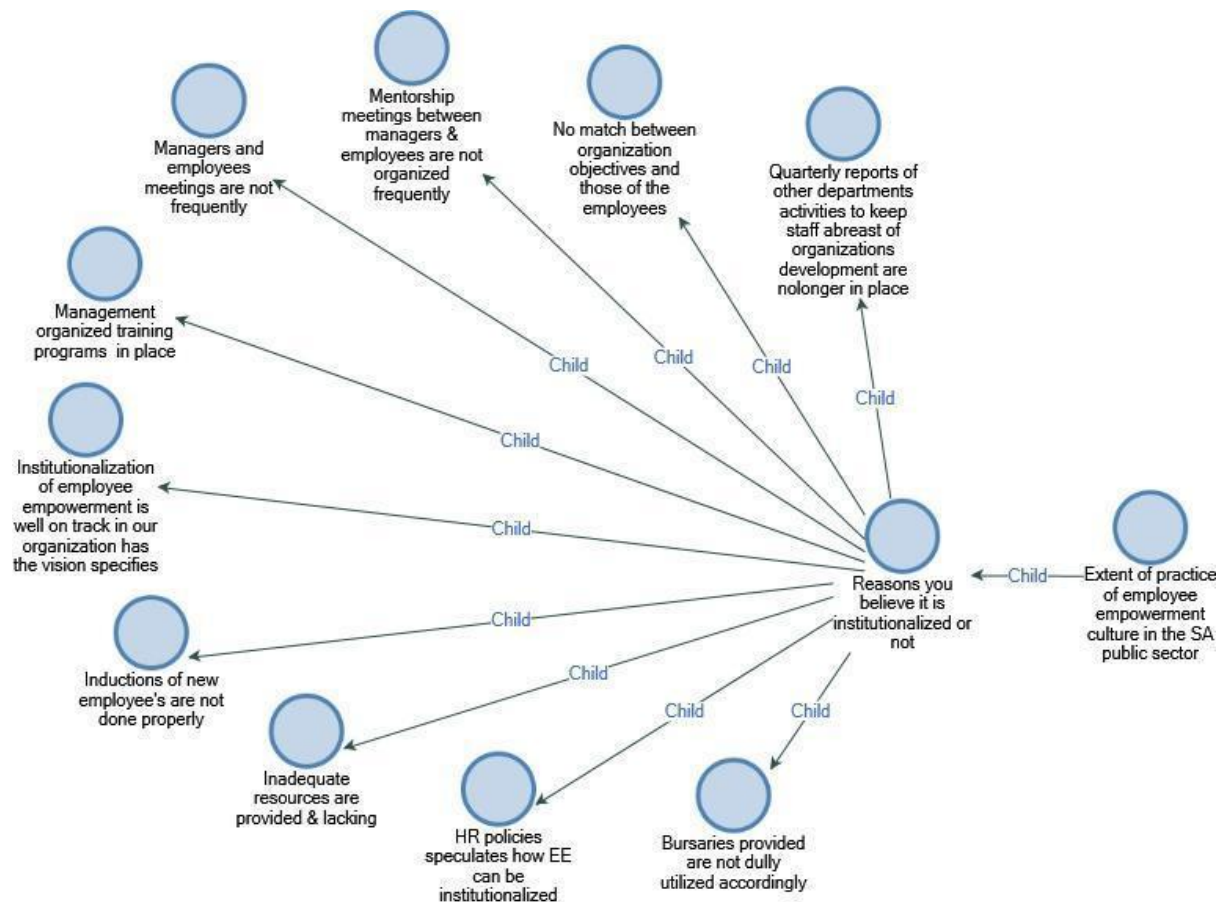 Mentorship
meetings between
managers &
employees are not
organized frequently
No match between
organization
objectives and
those of the
employees
Managers and
employees
meetings are not
frequently
Quarterly reports of
other departments
activities to keep
staff abreast of
organizations
development are
nolonger in place
Management
organized training
programs in place
Child
Child
Child
Child
Child
Institutionalization
of employee
empowerment is
well on track in our
organization has
the vision specifies
Child
Reasons you
believe it is
institutionalized or
not
Child
Extent of practice
of employee
empowerment
culture in the SA
public sector
Child
Inductions of new
employee's are not
done properly
Child
Child
Child
Inadequate
resources are
provided & lacking
HR policies
speculates how EE
can be
institutionalized
Bursaries provided
are not dully
utilized accordingly